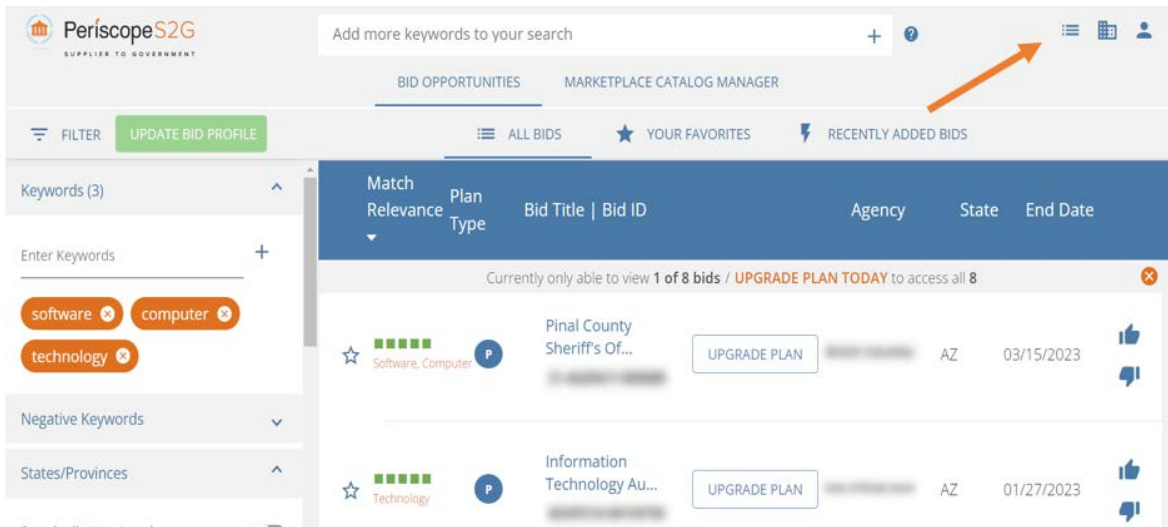 PeriscopeS2G
SUPPLIER TO GOVERNMENT
Add more keywords to your search +
BID OPPORTUNITIES MARKETPLACE CATALOG MANAGER
FILTER UPDATE BID PROFILE
ALL BIDS YOUR FAVORITES RECENTLY ADDED BIDS
Keywords (3)
Enter Keywords +
software
computer
technology
Negative Keywords
States/Provinces
Match Relevance
Plan Type
Bid Title | Bid ID
Agency
State
End Date
Currently only able to view 1 of 8 bids / UPGRADE PLAN TODAY to access all 8
Software, Computer
P
Pinal County
Sheriff's Of...
UPGRADE PLAN
AZ
03/15/2023
Technology
P
Information
Technology Au...
UPGRADE PLAN
AZ
01/27/2023